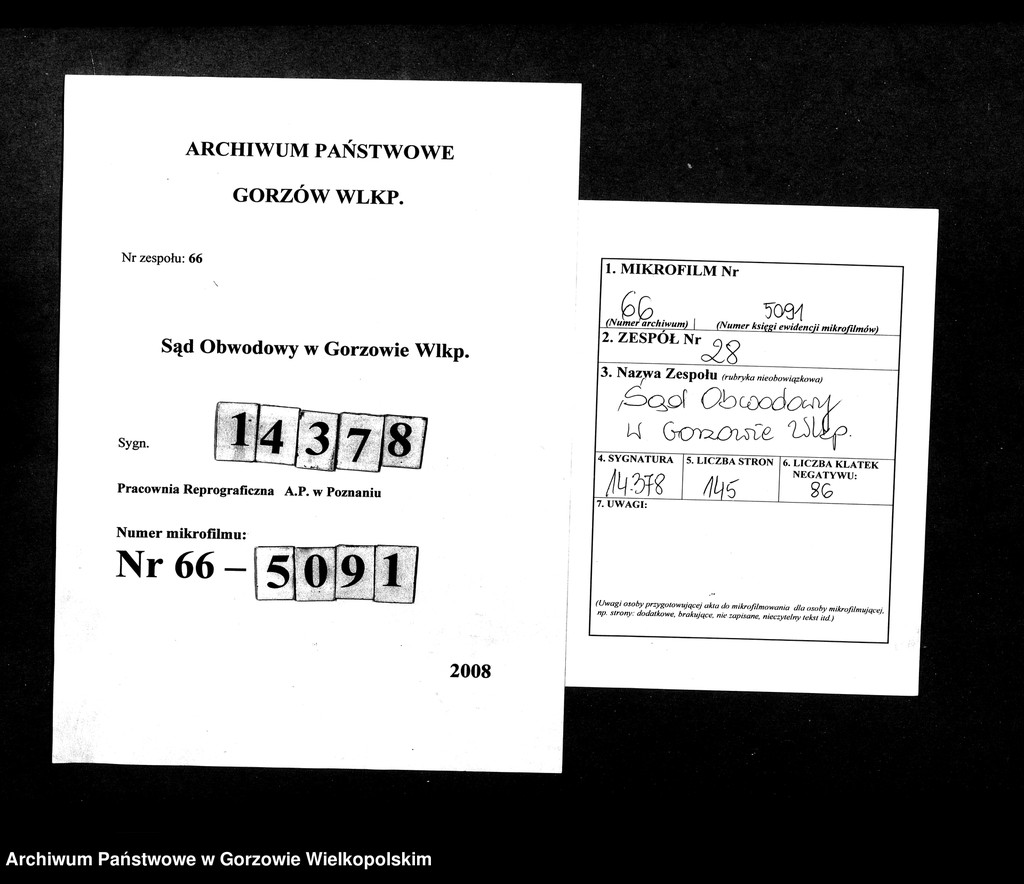 ARCHIWUM PAŃSTWOWE
GORZÓW WLKP.
Nr zespołu: 66
Sąd Obwodowy w Gorzowie Wlkp.
Sygn. 14378
Pracownia Reprograficzna A.P. w Poznaniu
Numer mikrofilmu:
Nr 66 – 5091
2008
1. MIKROFILM Nr
66 5091
(Numer archiwum) (Numer księgi ewidencji mikrofilmów)
2. ZESPÓŁ Nr 28
3. Nazwa Zespołu (rubryka nieobowiązkowa)
Sąd Obwodowy
w Gorzowie Wlkp.
4. SYGNATURA 5. LICZBA STRON 6. LICZBA KLATEK
NEGATYWU:
14.378 145 86
7. UWAGI:
(Uwagi osoby przygotowującej akta do mikrofilmowania dla osoby mikrofilmującej,
np. strony: dodatkowe, brakujące, nie zapisane, nieczytelny tekst itd.)
Archiwum Państwowe w Gorzowie Wielkopolskim